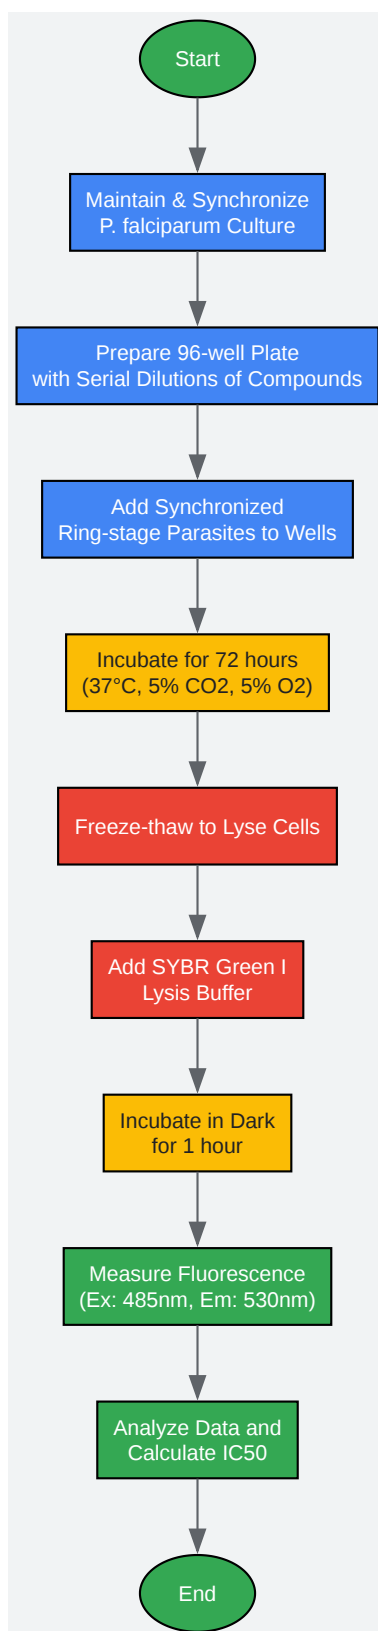 Start
Maintain & Synchronize
P. falciparum Culture
Prepare 96-well Plate
with Serial Dilutions of Compounds
Add Synchronized
Ring-stage Parasites to Wells
Incubate for 72 hours
(37°C, 5% CO2, 5% O2)
Freeze-thaw to Lyse Cells
Add SYBR Green I
Lysis Buffer
Incubate in Dark
for 1 hour
Measure Fluorescence
(Ex: 485nm, Em: 530nm)
Analyze Data and
Calculate IC50
End